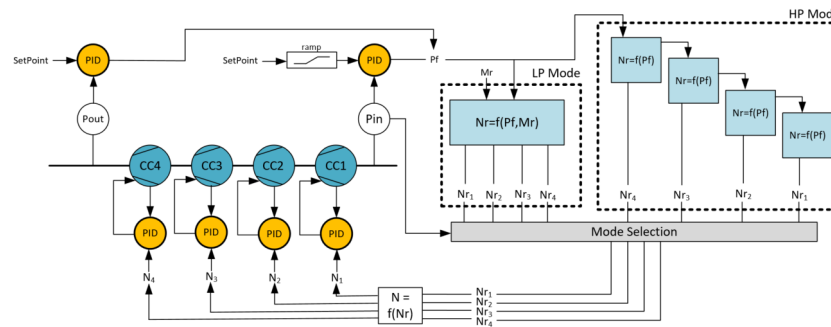 HP Mod
ramp
SetPoint
PID
SetPoint
PID
Pf
Nr=f(Pf)
Mr
LP Mode
Nr=f(Pf)
Pout
Pin
Nr=f(Pf,Mr)
Nr=f(Pf)
Nr=f(Pf)
CC4
CC3
CC2
CC1
Nr₁
Nr₂
Nr₃
Nr₄
Nr₄
Nr₃
Nr₂
Nr₁
PID
PID
PID
PID
Mode Selection
N₄
N₃
N₂
N₁
N =
f(Nr)
Nr₁
Nr₂
Nr₃
Nr₄